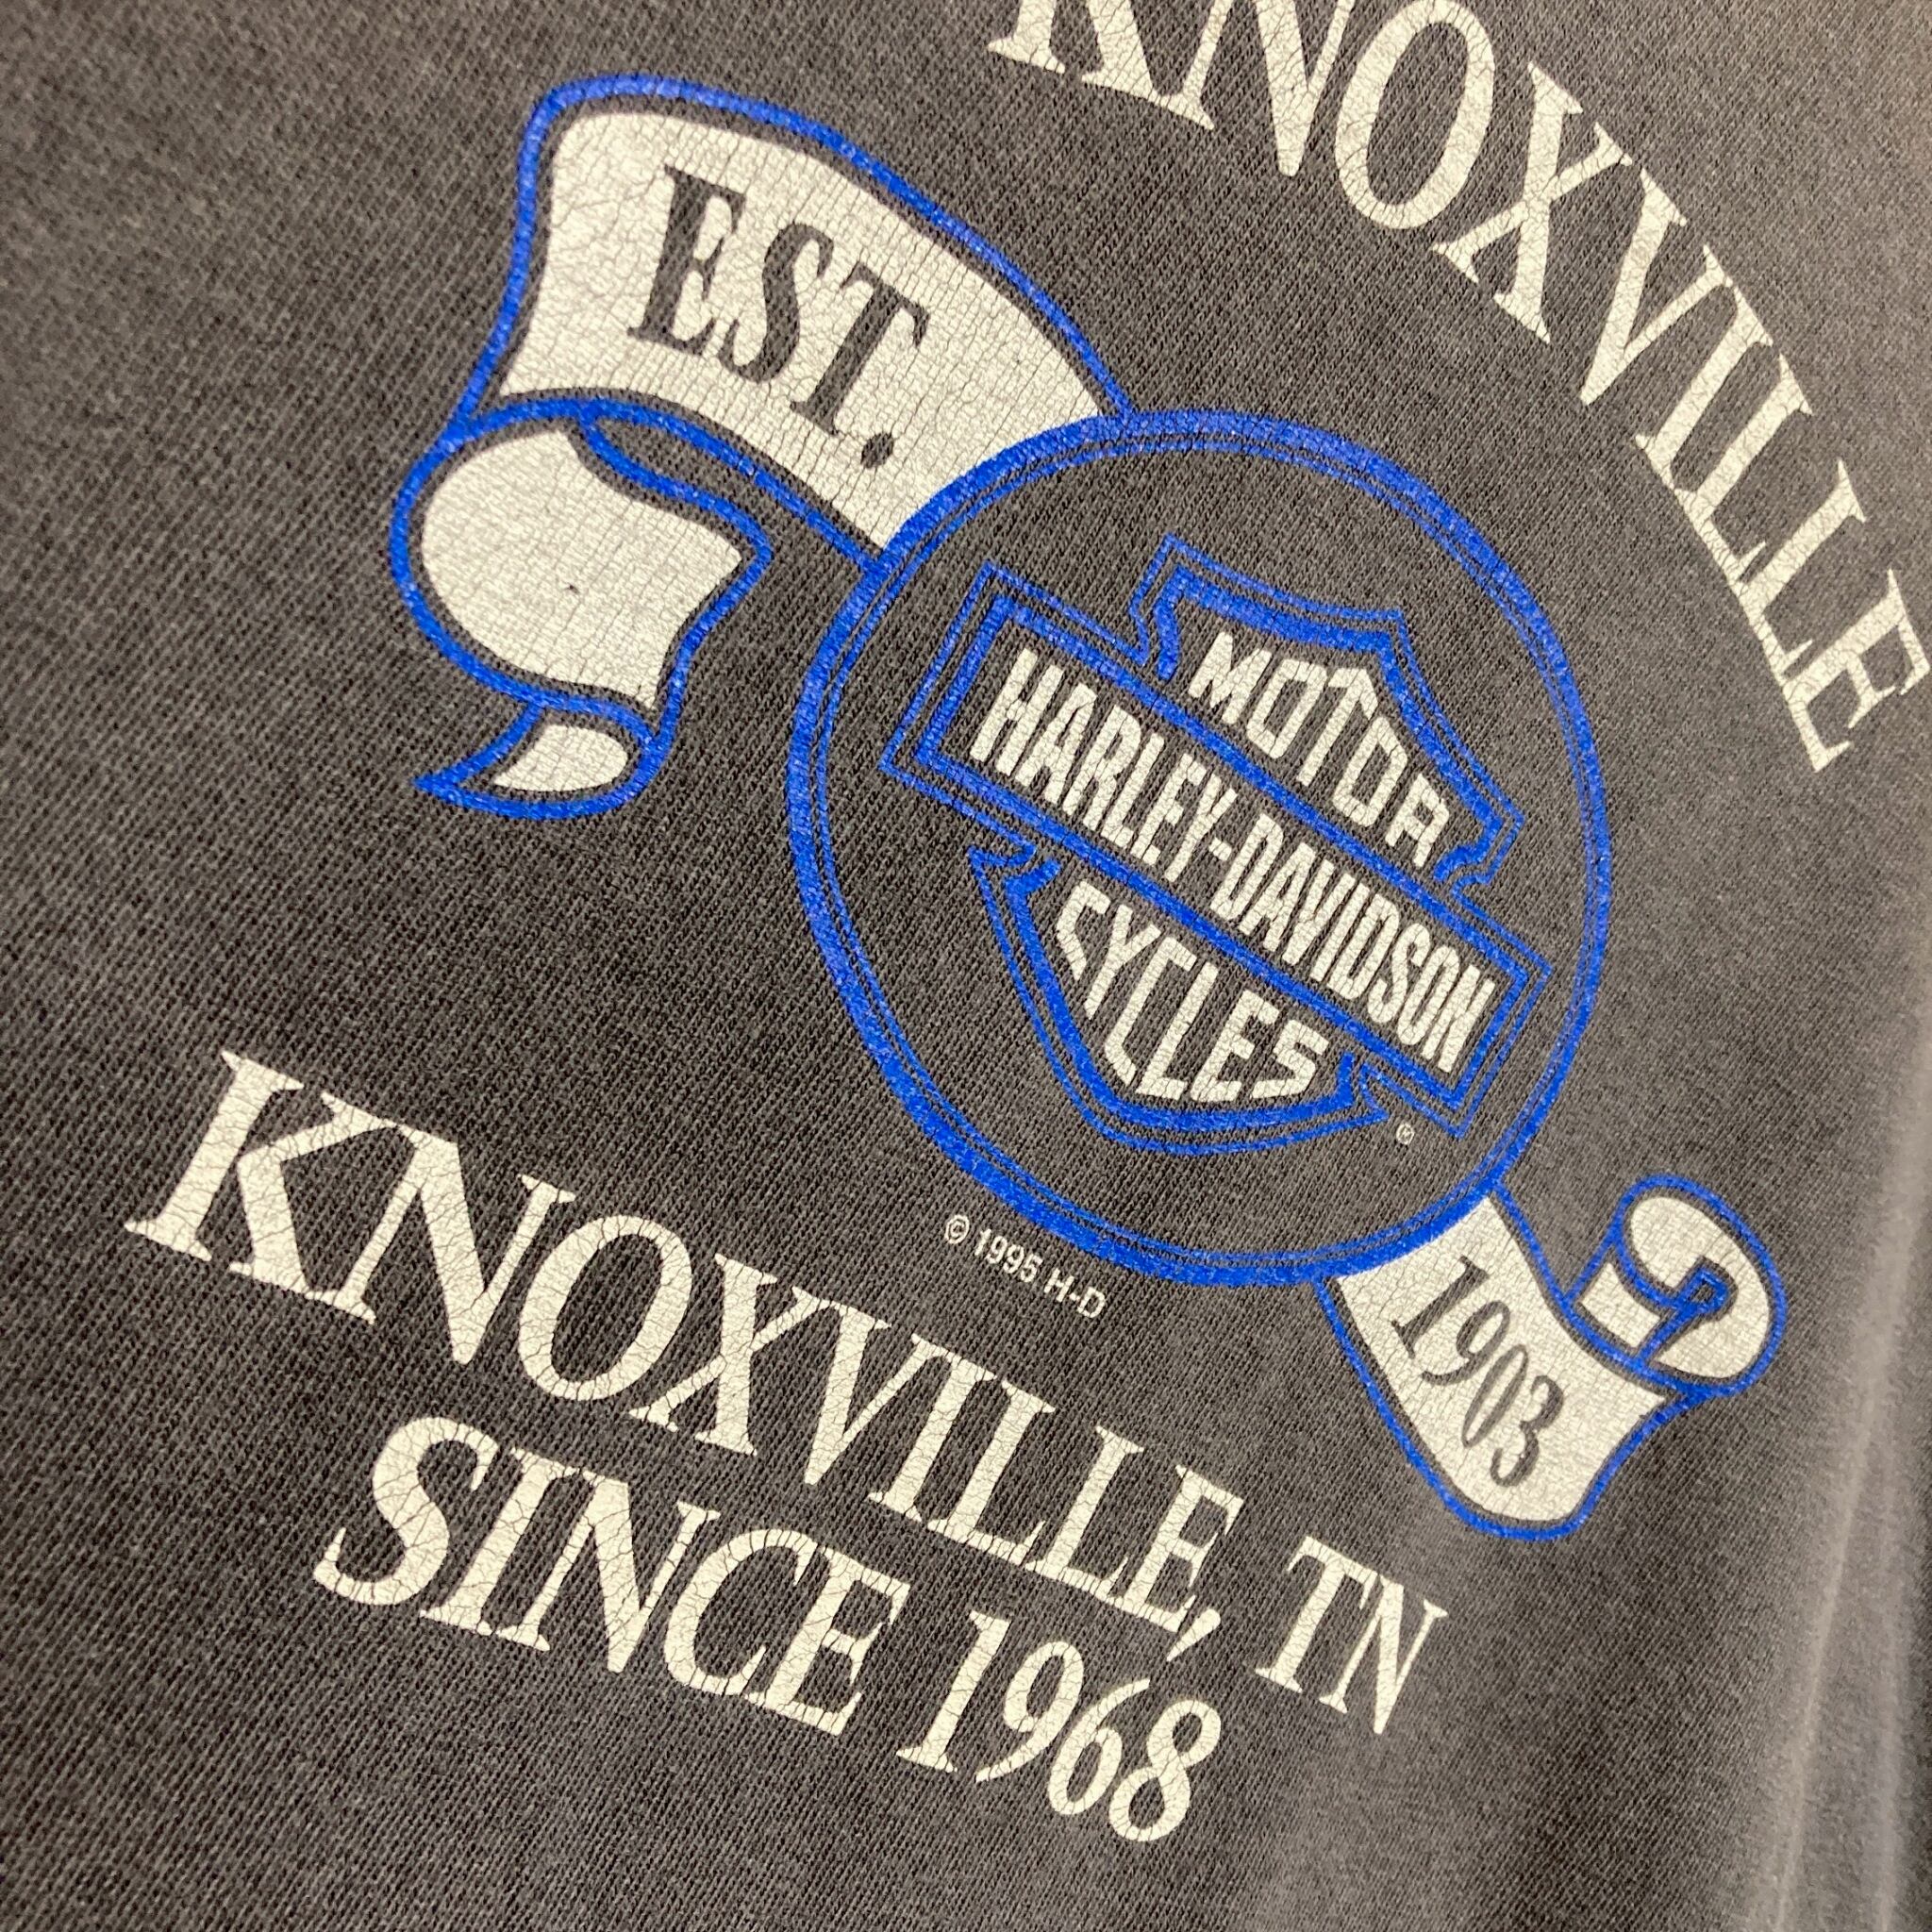 KNOXVILLE
EST.
MOTOR
HARLEY-DAVIDSON
CYCLES
®
© 1995 H-D
1903
KNOXVILLE, TN
SINCE 1968